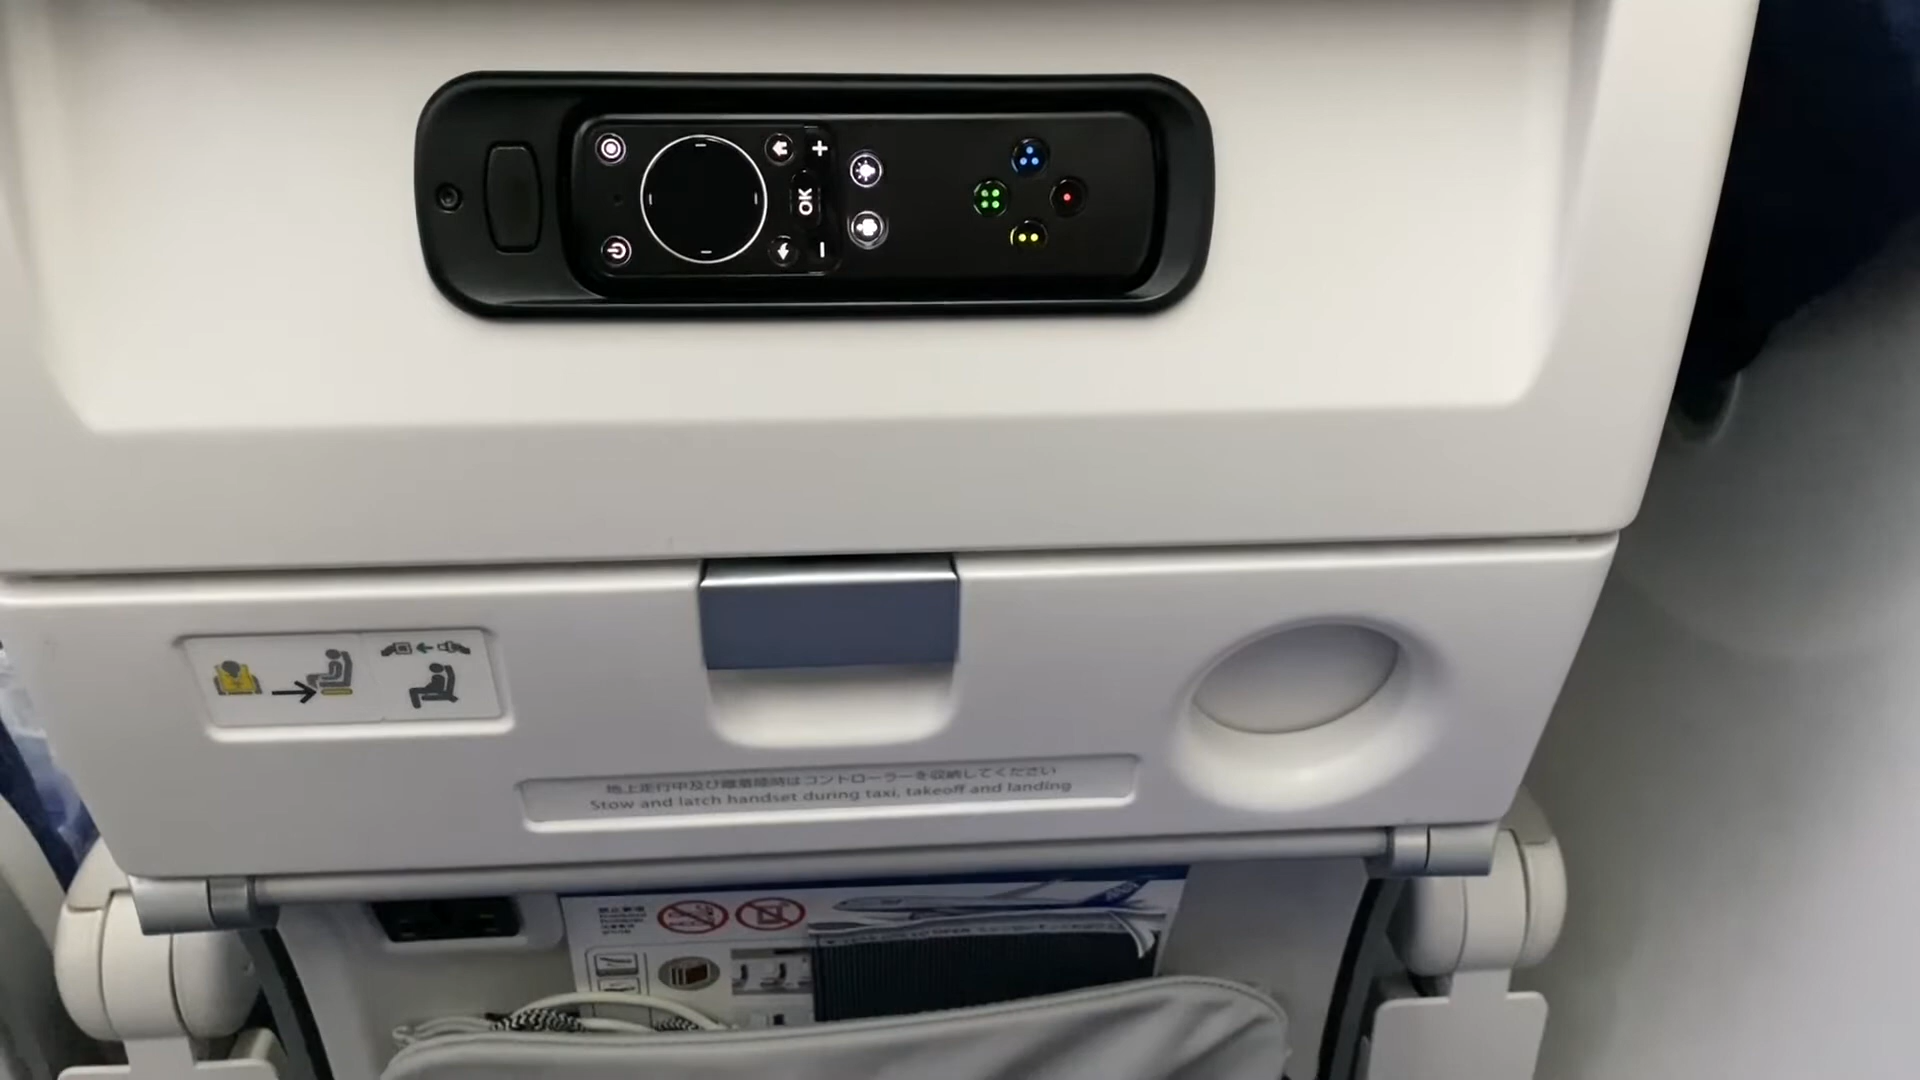 OK
地上走行中及び離着陸時はコントローラーを収納してください
Stow and latch handset during taxi, takeoff and landing